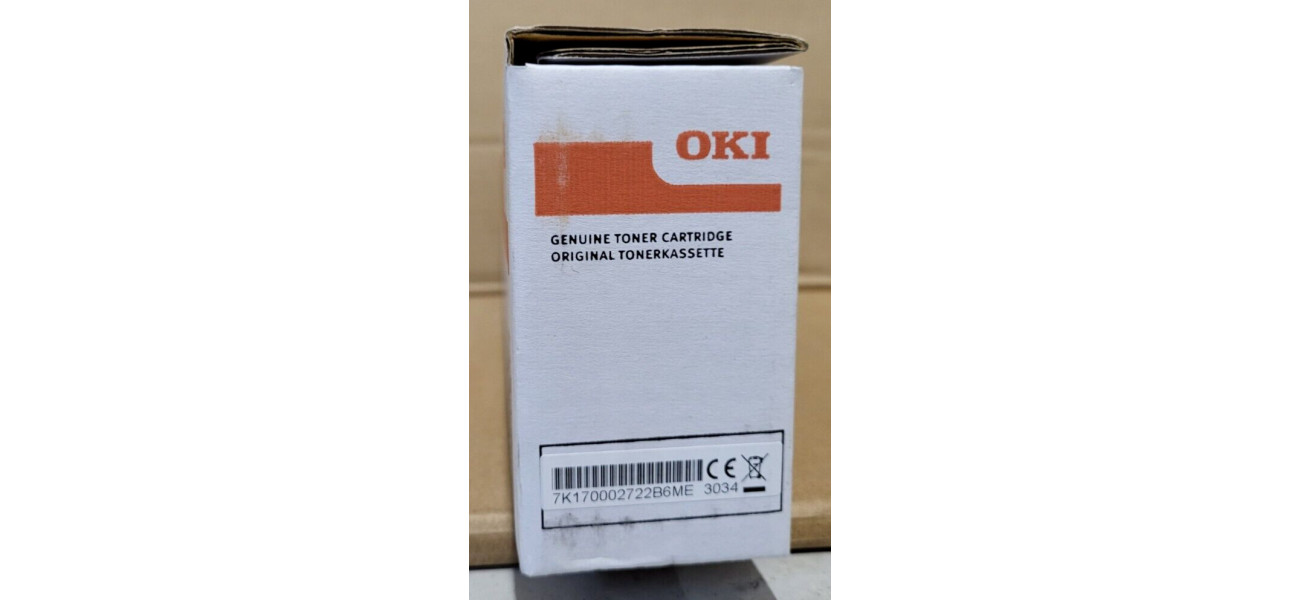 OKI
GENUINE TONER CARTRIDGE
ORIGINAL TONERKASSETTE
CE
7K170002722B6ME 3034